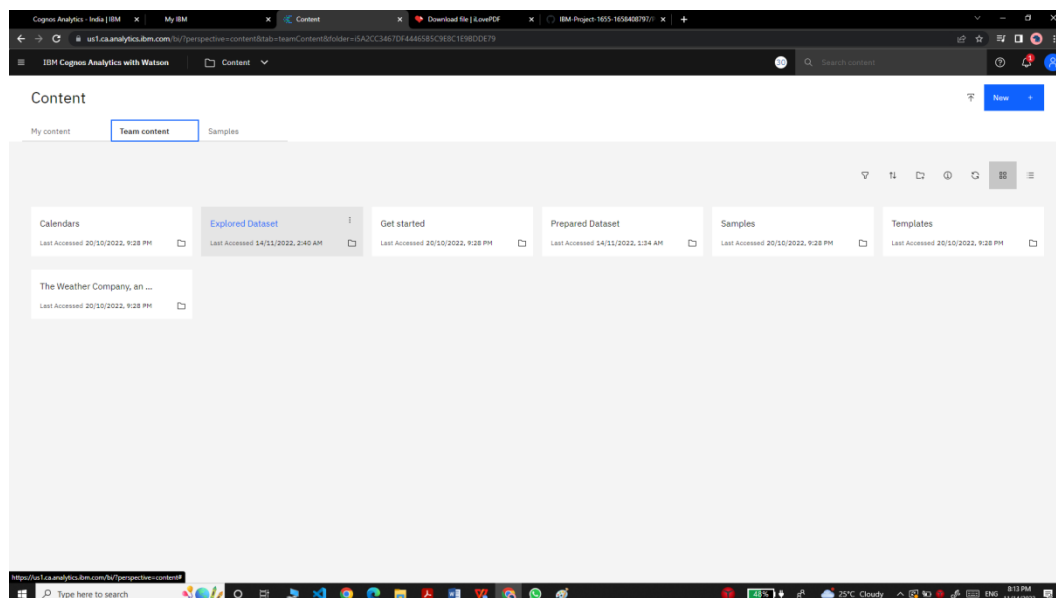 Cognos Analytics - India | IBM
My IBM
Content
Download file | iLovePDF
IBM-Project-1655-1658408797/
us1.ca.analytics.ibm.com/bi/?perspective=content&tab=teamContent&folder=i5A2CC3467DF4446585C9E8C1E98DDE79
IBM Cognos Analytics with Watson
Content
30
Search content
1
Content
New +
My content
Team content
Samples
Calendars
Explored Dataset
Get started
Prepared Dataset
Samples
Templates
Last Accessed 20/10/2022, 9:28 PM
Last Accessed 14/11/2022, 2:40 AM
Last Accessed 20/10/2022, 9:28 PM
Last Accessed 14/11/2022, 1:34 AM
Last Accessed 20/10/2022, 9:28 PM
Last Accessed 20/10/2022, 9:28 PM
The Weather Company, an ...
Last Accessed 20/10/2022, 9:28 PM
https://us1.ca.analytics.ibm.com/bi/?perspective=content#
Type here to search
48%
25°C Cloudy
ENG
8:13 PM